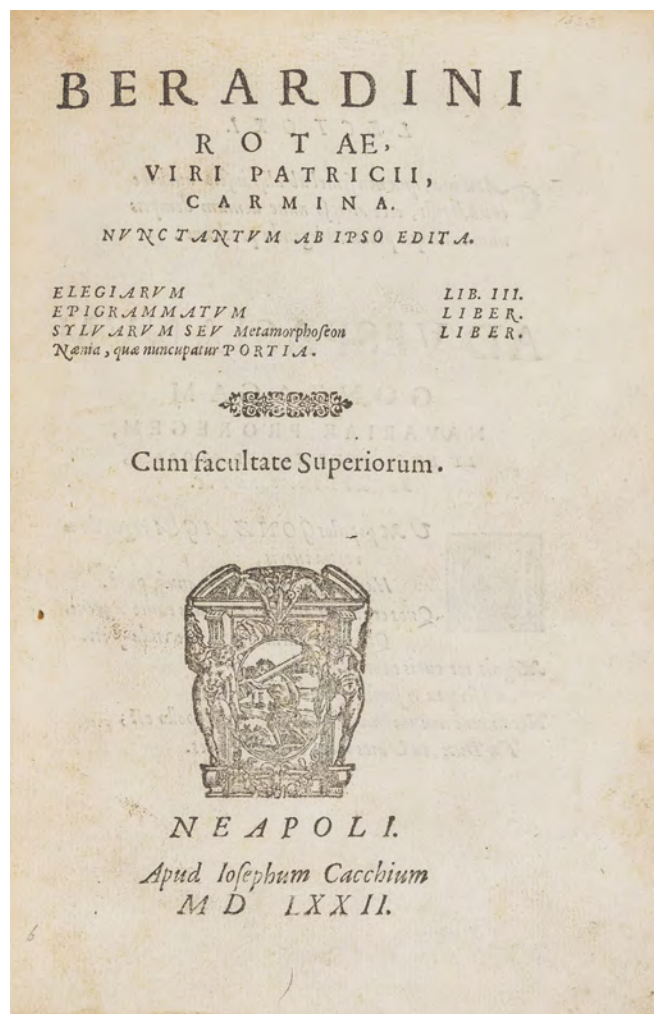 BERARDINI
ROTAE,
VIRI PATRICII,
CARMINA.
NVNC TANTVM AB IPSO EDITA.
ELEGIARVM LIB. III.
EPIGRAMMATVM LIBER.
SYLVARVM SEV Metamorphoſeon LIBER.
Nænia, quæ nuncupatur PORTIA.
Cum facultate Superiorum.
NEAPOLI.
Apud Ioſephum Cacchium
MD LXXII.
6